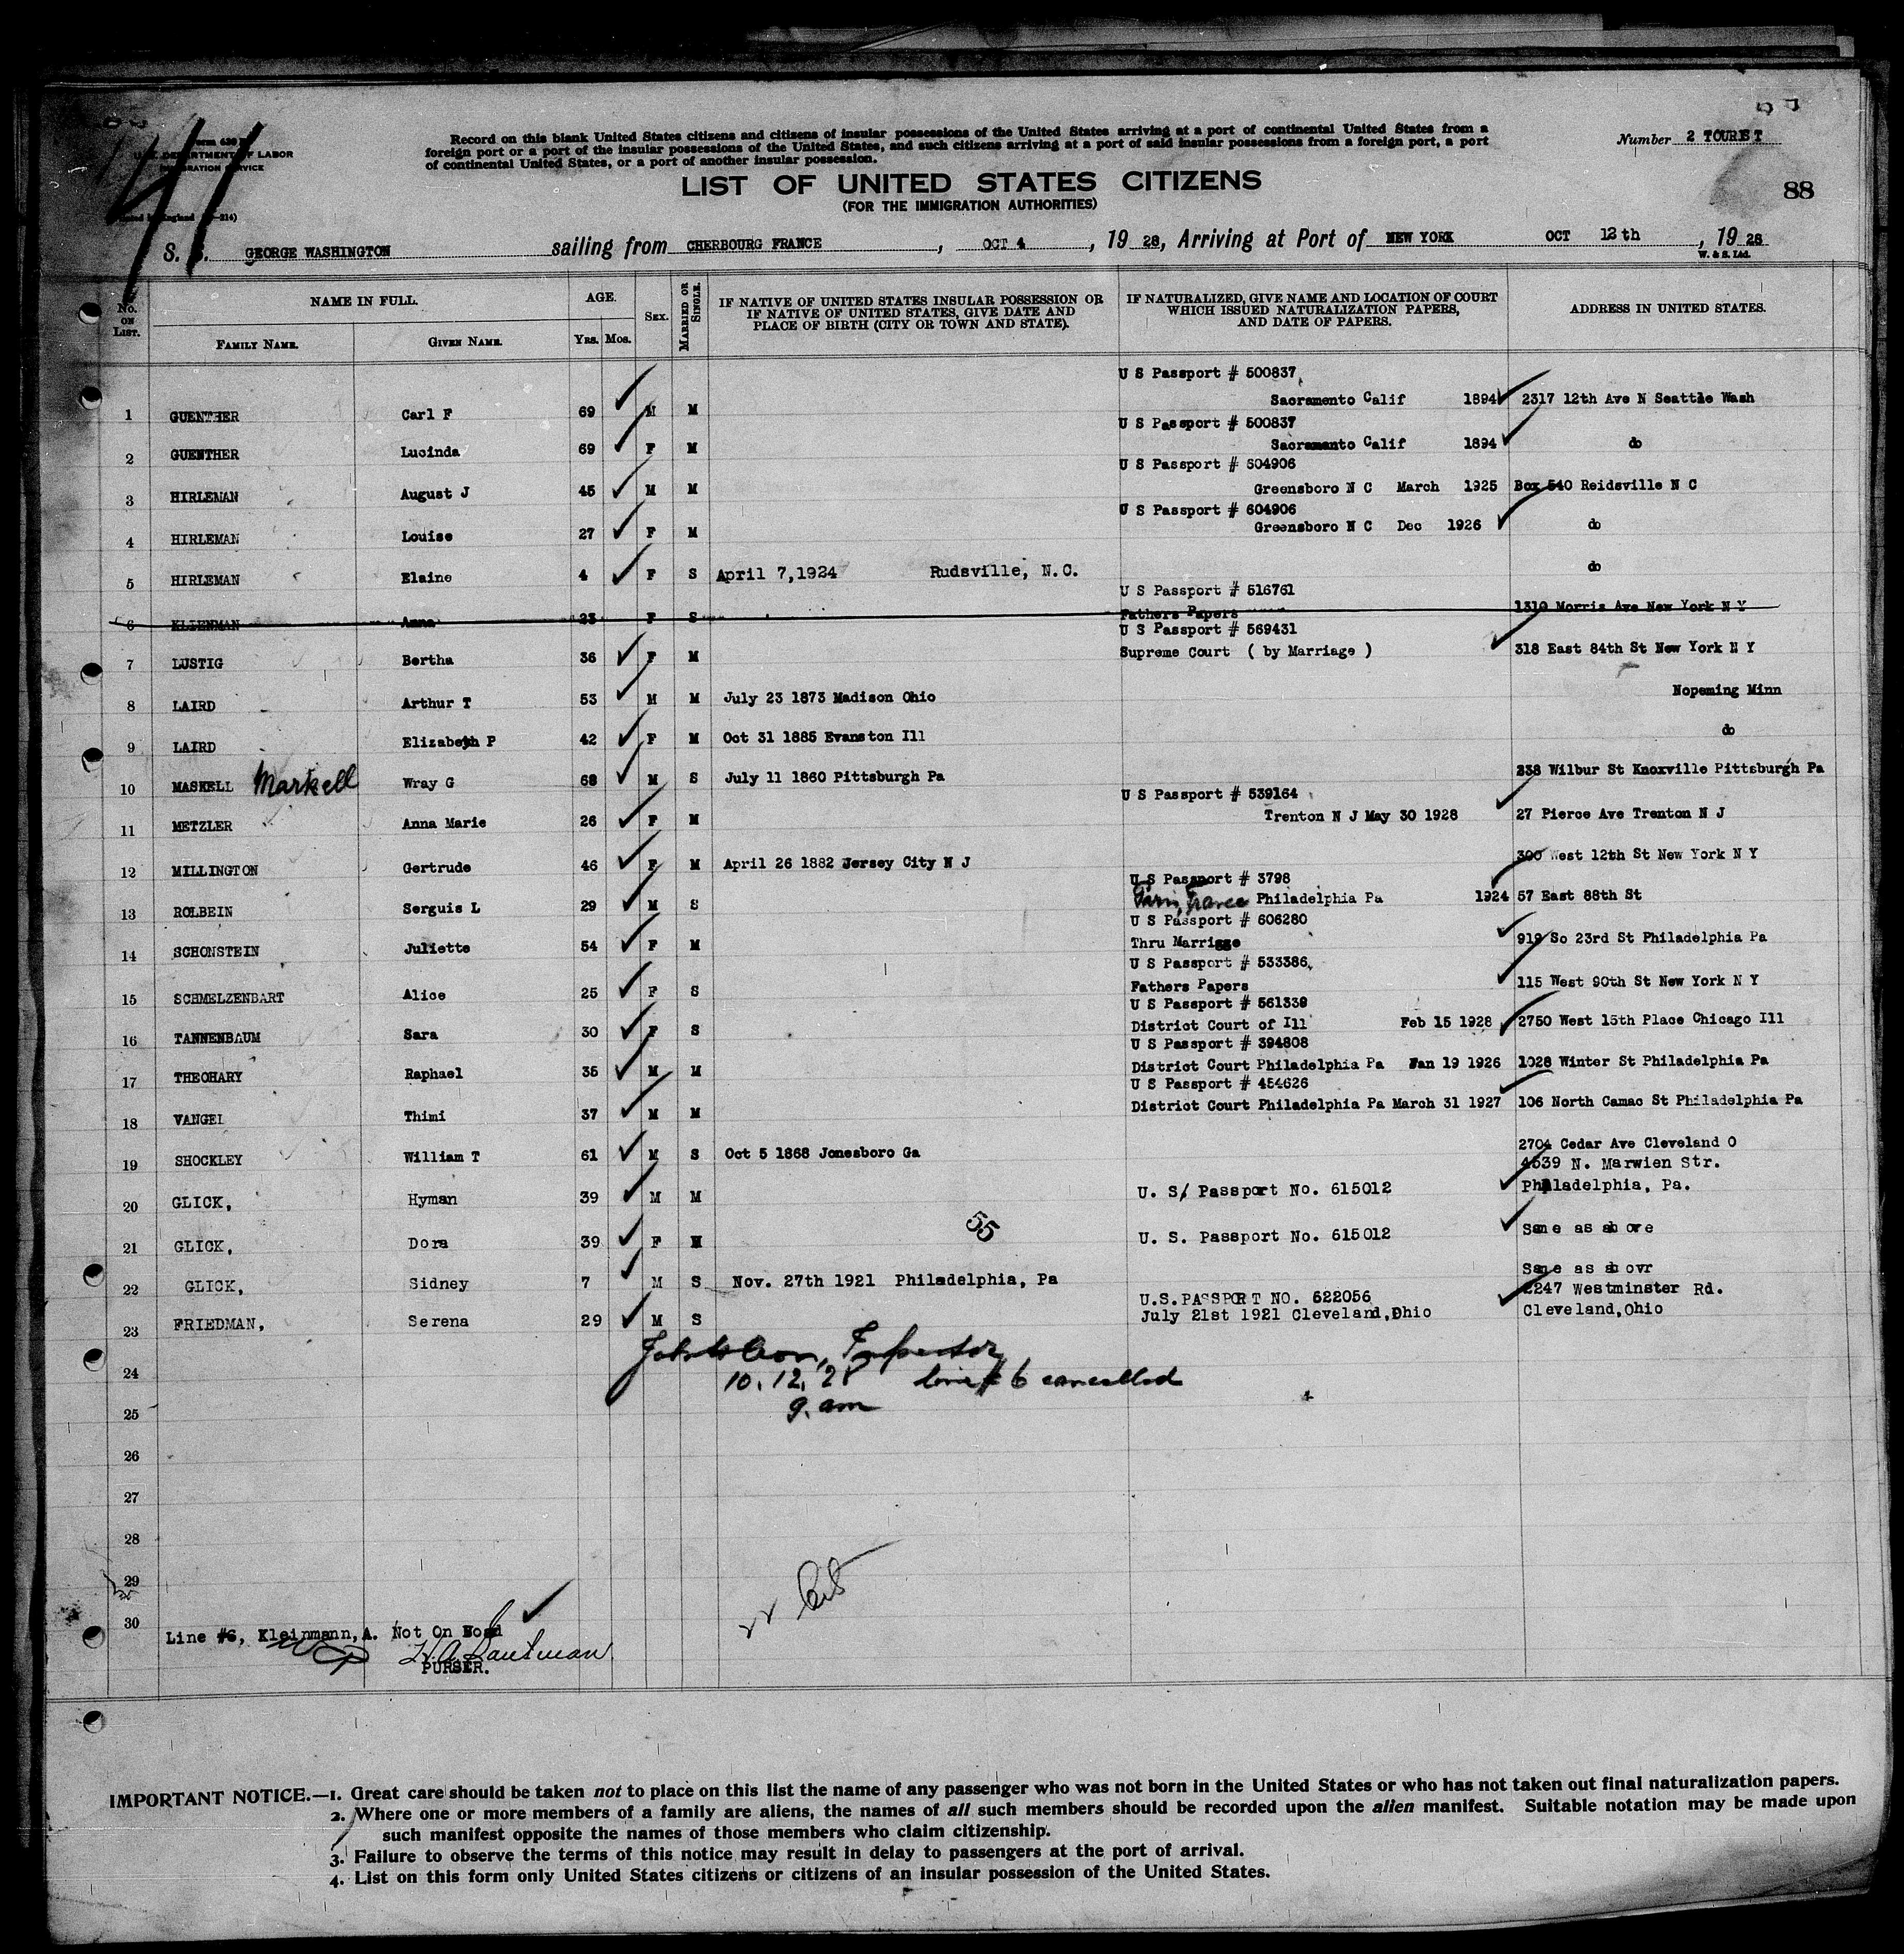 Form 630
U.S. DEPARTMENT OF LABOR
IMMIGRATION SERVICE
Record on this blank United States citizens and citizens of insular possessions of the United States arriving at a port of continental United States from a
foreign port or a port of the insular possessions of the United States, and such citizens arriving at a port of said insular possessions from a foreign port, a port
of continental United States, or a port of another insular possession.
Number 2 TOURET
LIST OF UNITED STATES CITIZENS
(FOR THE IMMIGRATION AUTHORITIES)
88
S. S. GEORGE WASHINGTON sailing from CHERBOURG FRANCE, OCT 4, 19 28, Arriving at Port of NEW YORK OCT 12th, 19 28
W. & S. Ltd.
No. ON LIST. NAME IN FULL. AGE. SEX. MARRIED OR SINGLE. IF NATIVE OF UNITED STATES INSULAR POSSESSION OR IF NATIVE OF UNITED STATES, GIVE DATE AND PLACE OF BIRTH (CITY OR TOWN AND STATE). IF NATURALIZED, GIVE NAME AND LOCATION OF COURT WHICH ISSUED NATURALIZATION PAPERS, AND DATE OF PAPERS. ADDRESS IN UNITED STATES.
FAMILY NAME. GIVEN NAME. Yrs. Mos.
U S Passport # 500837
1 GUENTHER Carl F 69 M M Sacramento Calif 1894 2317 12th Ave N Seattle Wash
U S Passport # 500837
2 GUENTHER Lucinda 69 F M Sacramento Calif 1894 do
U S Passport # 504906
3 HIRLEMAN August J 45 M M Greensboro N C March 1925 Box 540 Reidsville N C
U S Passport # 604906
4 HIRLEMAN Louise 27 F M Greensboro N C Dec 1926 do
5 HIRLEMAN Elaine 4 F S April 7,1924 Rudsville, N.C. do
U S Passport # 516761
6 KLIENMAN Anna 23 F S Fathers Papers 1310 Morris Ave New York N Y
U S Passport # 569431
7 LUSTIG Bertha 36 F M Supreme Court ( by Marriage ) 318 East 84th St New York N Y
8 LAIRD Arthur T 53 M M July 23 1873 Madison Ohio Nopeming Minn
9 LAIRD Elizabeth P 42 F M Oct 31 1885 Evanston Ill do
10 MASKELL Markell Wray G 68 M S July 11 1860 Pittsburgh Pa 238 Wilbur St Knoxville Pittsburgh Pa
U S Passport # 539164
11 METZLER Anna Marie 26 F M Trenton N J May 30 1928 27 Pierce Ave Trenton N J
12 MILLINGTON Gertrude 46 F M April 26 1882 Jersey City N J 300 West 12th St New York N Y
U S Passport # 3798
13 ROLBEIN Serguis L 29 M S Paris, France Philadelphia Pa 1924 57 East 88th St
U S Passport # 606280
14 SCHONSTEIN Juliette 54 F M Thru Marriage 919 So 23rd St Philadelphia Pa
U S Passport # 533386
15 SCHMELZENBART Alice 25 F S Fathers Papers 115 West 90th St New York N Y
U S Passport # 561339
16 TANNENBAUM Sara 30 F S District Court of Ill Feb 15 1928 2750 West 15th Place Chicago Ill
U S Passport # 394808
17 THEOHARY Raphael 35 M M District Court Philadelphia Pa Jan 19 1926 1028 Winter St Philadelphia Pa
U S Passport # 454626
18 VANGEL Thimi 37 M M District Court Philadelphia Pa March 31 1927 106 North Camac St Philadelphia Pa
19 SHOCKLEY William T 61 M S Oct 5 1868 Jonesboro Ga 2704 Cedar Ave Cleveland O
4539 N. Marwien Str.
20 GLICK, Hyman 39 M M U. S. Passport No. 615012 Philadelphia, Pa.
55
21 GLICK, Dora 39 F M U. S. Passport No. 615012 Same as above
22 GLICK, Sidney 7 M S Nov. 27th 1921 Philadelphia, Pa Same as abovr
U.S.PASSPORT NO. 622056 2247 Westminster Rd.
23 FRIEDMAN, Serena 29 M S July 21st 1921 Cleveland,Ohio Cleveland,Ohio
Inspector
24 10.12.28 line # 6 cancelled
25 9. am
26
27
28
29
30
Line #6, Kleinmann,A. Not On Board
PURSER.
IMPORTANT NOTICE.—1. Great care should be taken not to place on this list the name of any passenger who was not born in the United States or who has not taken out final naturalization papers.
2. Where one or more members of a family are aliens, the names of all such members should be recorded upon the alien manifest. Suitable notation may be made upon
such manifest opposite the names of those members who claim citizenship.
3. Failure to observe the terms of this notice may result in delay to passengers at the port of arrival.
4. List on this form only United States citizens or citizens of an insular possession of the United States.